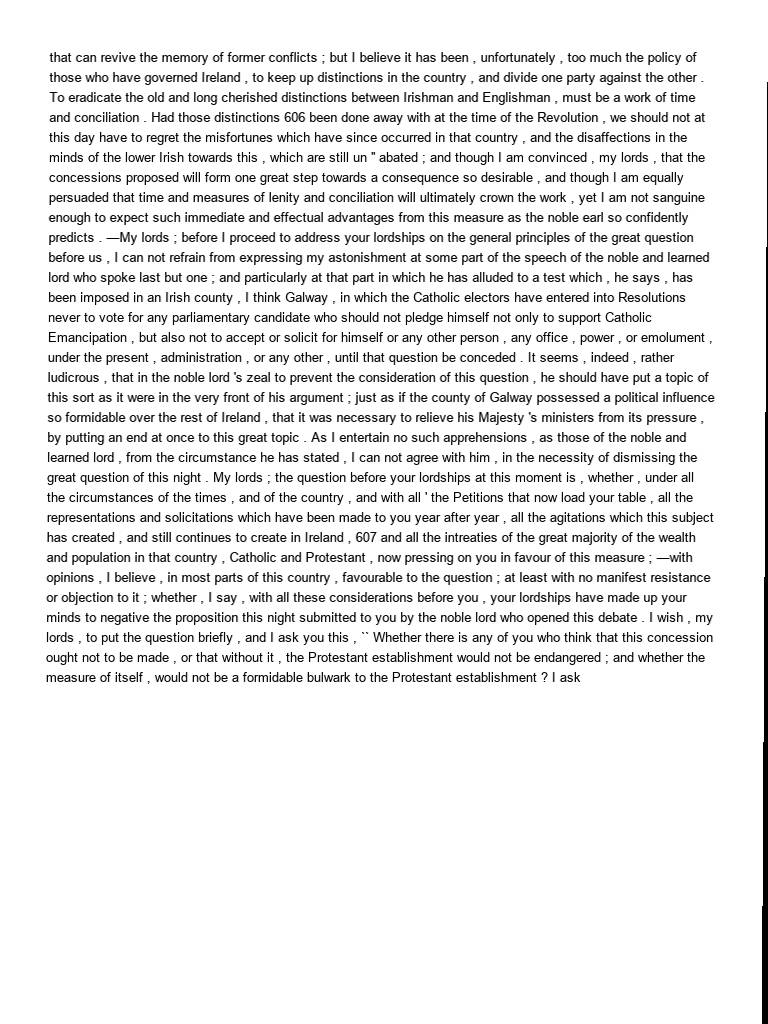 that can revive the memory of former conflicts ; but I believe it has been , unfortunately , too much the policy of
those who have governed Ireland , to keep up distinctions in the country , and divide one party against the other .
To eradicate the old and long cherished distinctions between Irishman and Englishman , must be a work of time
and conciliation . Had those distinctions 606 been done away with at the time of the Revolution , we should not at
this day have to regret the misfortunes which have since occurred in that country , and the disaffections in the
minds of the lower Irish towards this , which are still un " abated ; and though I am convinced , my lords , that the
concessions proposed will form one great step towards a consequence so desirable , and though I am equally
persuaded that time and measures of lenity and conciliation will ultimately crown the work , yet I am not sanguine
enough to expect such immediate and effectual advantages from this measure as the noble earl so confidently
predicts . —My lords ; before I proceed to address your lordships on the general principles of the great question
before us , I can not refrain from expressing my astonishment at some part of the speech of the noble and learned
lord who spoke last but one ; and particularly at that part in which he has alluded to a test which , he says , has
been imposed in an Irish county , I think Galway , in which the Catholic electors have entered into Resolutions
never to vote for any parliamentary candidate who should not pledge himself not only to support Catholic
Emancipation , but also not to accept or solicit for himself or any other person , any office , power , or emolument ,
under the present , administration , or any other , until that question be conceded . It seems , indeed , rather
ludicrous , that in the noble lord 's zeal to prevent the consideration of this question , he should have put a topic of
this sort as it were in the very front of his argument ; just as if the county of Galway possessed a political influence
so formidable over the rest of Ireland , that it was necessary to relieve his Majesty 's ministers from its pressure ,
by putting an end at once to this great topic . As I entertain no such apprehensions , as those of the noble and
learned lord , from the circumstance he has stated , I can not agree with him , in the necessity of dismissing the
great question of this night . My lords ; the question before your lordships at this moment is , whether , under all
the circumstances of the times , and of the country , and with all ' the Petitions that now load your table , all the
representations and solicitations which have been made to you year after year , all the agitations which this subject
has created , and still continues to create in Ireland , 607 and all the intreaties of the great majority of the wealth
and population in that country , Catholic and Protestant , now pressing on you in favour of this measure ; —with
opinions , I believe , in most parts of this country , favourable to the question ; at least with no manifest resistance
or objection to it ; whether , I say , with all these considerations before you , your lordships have made up your
minds to negative the proposition this night submitted to you by the noble lord who opened this debate . I wish , my
lords , to put the question briefly , and I ask you this , `` Whether there is any of you who think that this concession
ought not to be made , or that without it , the Protestant establishment would not be endangered ; and whether the
measure of itself , would not be a formidable bulwark to the Protestant establishment ? I ask